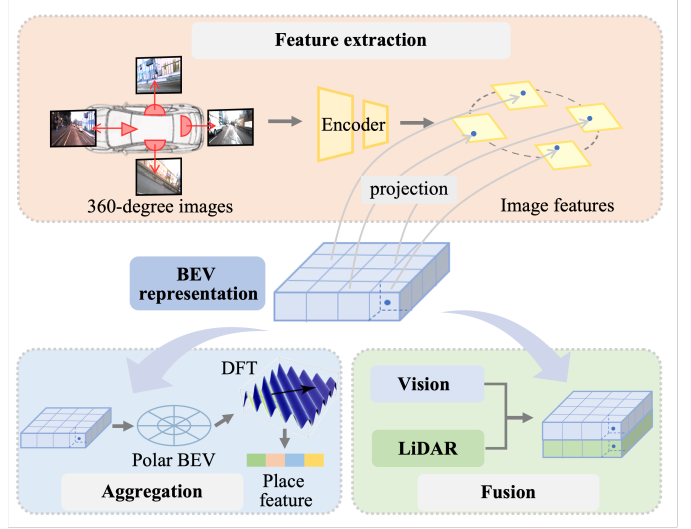 Feature extraction
Encoder
projection
360-degree images
Image features
BEV
representation
DFT
Polar BEV
Place
feature
Aggregation
Vision
LiDAR
Fusion